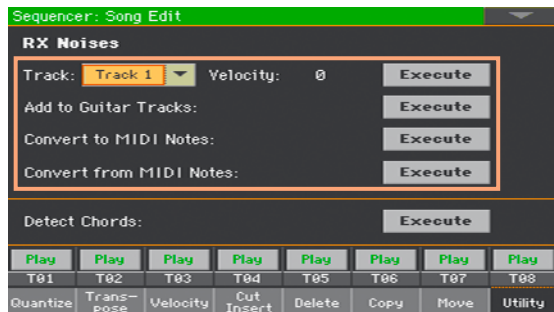 Sequencer: Song Edit
RX Noises
Track: Track 1 Velocity: 0 Execute
Add to Guitar Tracks: Execute
Convert to MIDI Notes: Execute
Convert from MIDI Notes: Execute
Detect Chords: Execute
Play Play Play Play Play Play Play Play
T01 T02 T03 T04 T05 T06 T07 T08
Quantize Trans- Velocity Cut Delete Copy Move Utility
pose Insert